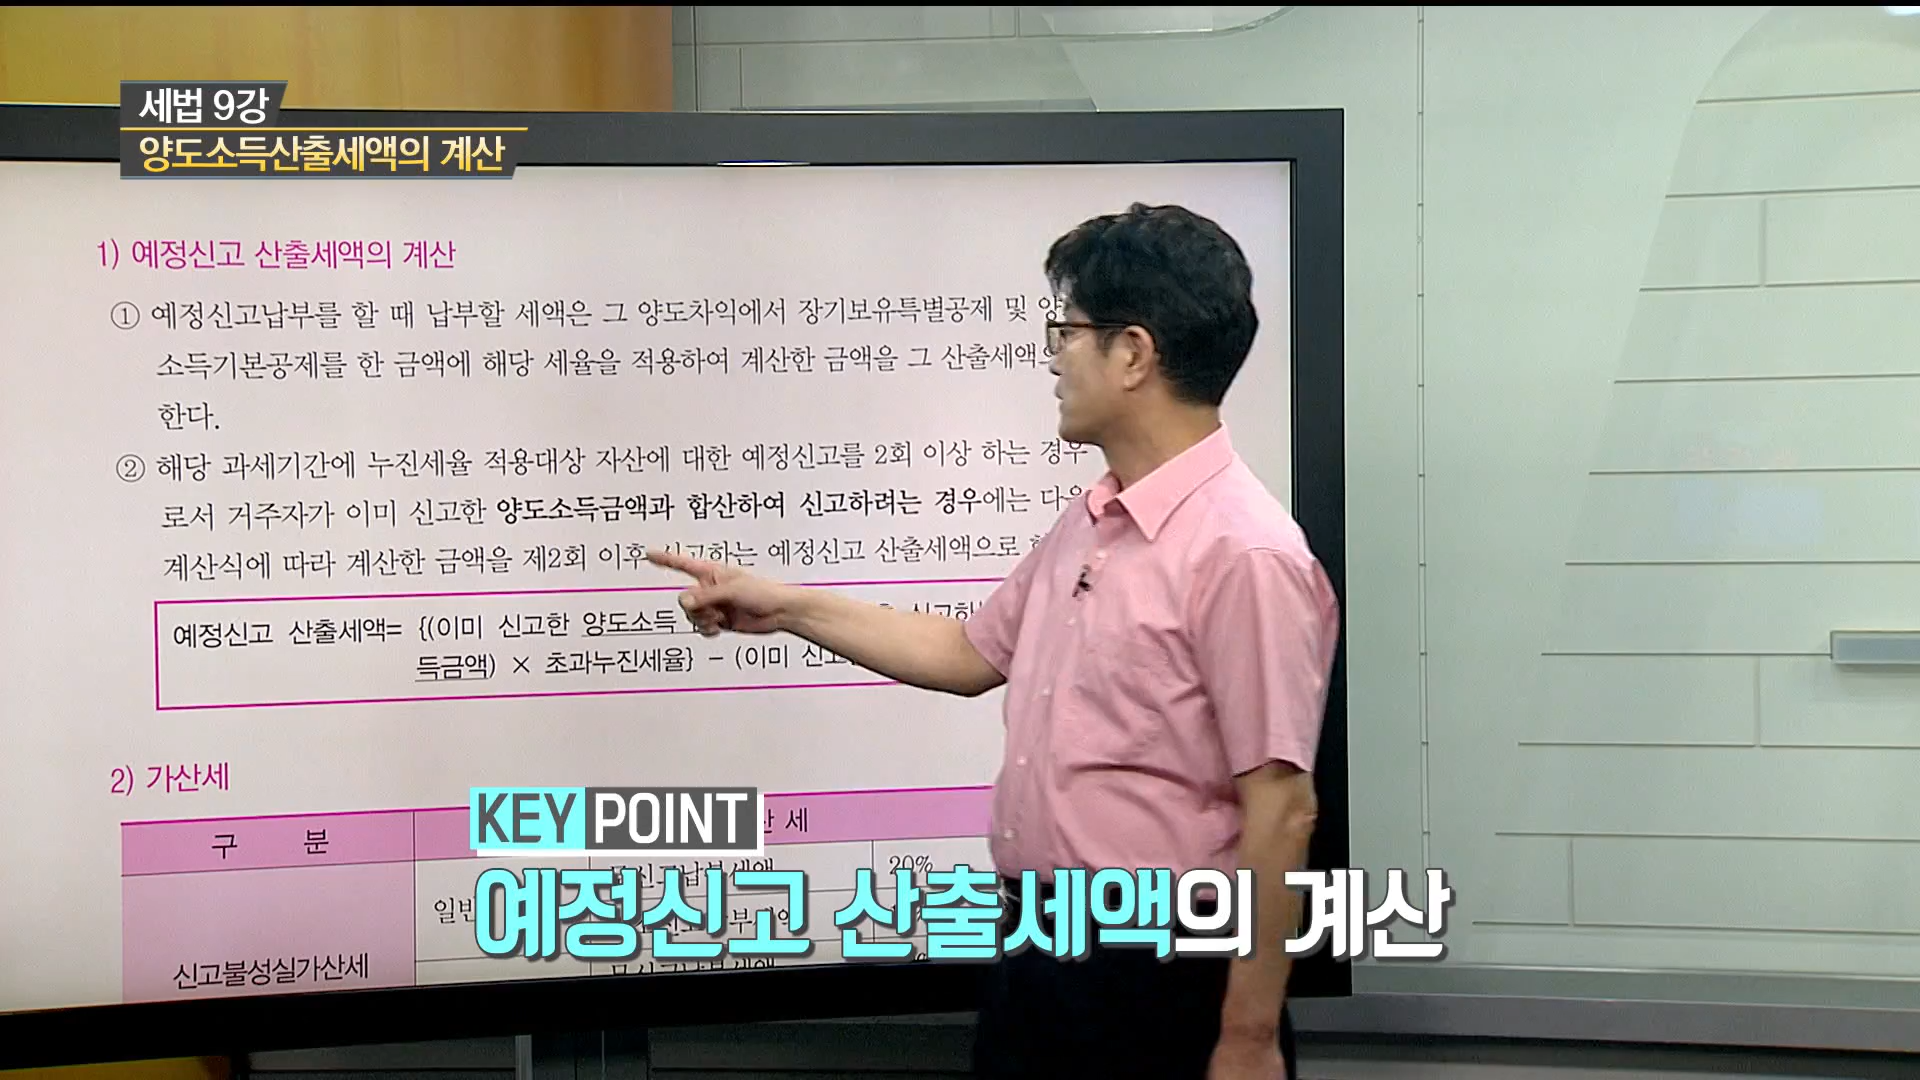 세법 9강
양도소득산출세액의 계산
1) 예정신고 산출세액의 계산
① 예정신고납부를 할 때 납부할 세액은 그 양도차익에서 장기보유특별공제 및 양
소득기본공제를 한 금액에 해당 세율을 적용하여 계산한 금액을 그 산출세액으
한다.
② 해당 과세기간에 누진세율 적용대상 자산에 대한 예정신고를 2회 이상 하는 경우
로서 거주자가 이미 신고한 양도소득금액과 합산하여 신고하려는 경우에는 다음
계산식에 따라 계산한 금액을 제2회 이후 신고하는 예정신고 산출세액으로
예정신고 산출세액= {(이미 신고한 양도소득
득금액) × 초과누진세율} - (이미 신고
2) 가산세
구 분 산 세
KEY POINT
일반 20%
예정신고 산출세액의 계산
신고불성실가산세